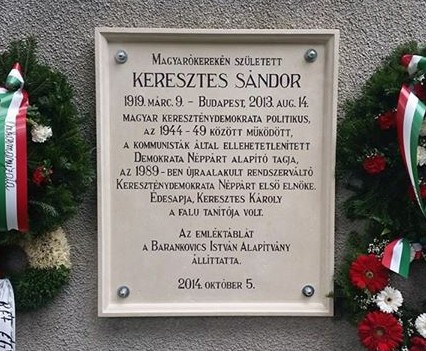 Magyarókerekén született
KERESZTES SÁNDOR
1919. márc. 9. – Budapest, 2013. aug. 14.
magyar kereszténydemokrata politikus,
az 1944-49 között működött,
a kommunisták által ellehetetlenített
Demokrata Néppárt alapító tagja,
az 1989-ben újraalakult rendszerváltó
Kereszténydemokrata Néppárt első elnöke.
Édesapja, Keresztes Károly
a falu tanítója volt.
Az emléktáblát
a Barankovics István Alapítvány
állíttatta.
2014. október 5.